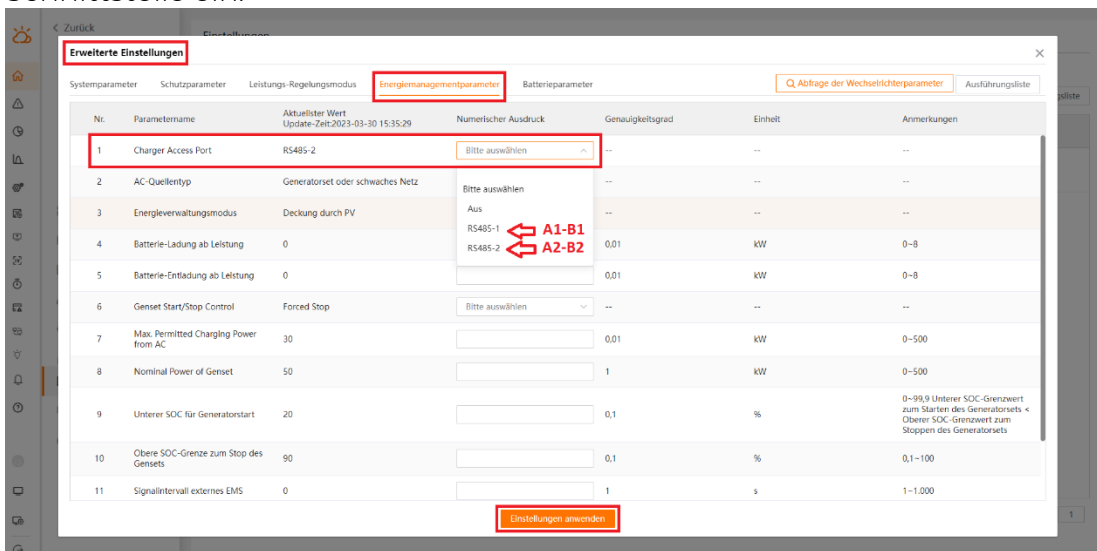 < Zurück
Erweiterte Einstellungen
Systemparameter Schutzparameter Leistungs-Regelungsmodus Energiemanagementparameter Batterieparameter Abfrage der Wechselrichterparameter Ausführungsliste
Nr. Parametername Aktuellster Wert Numerischer Ausdruck Genauigkeitsgrad Einheit Anmerkungen
Update-Zeit:2023-03-30 15:35:29
1 Charger Access Port RS485-2 Bitte auswählen -- -- --
2 AC-Quellentyp Generatorset oder schwaches Netz -- -- --
Bitte auswählen
3 Energieverwaltungsmodus Deckung durch PV -- -- --
Aus
RS485-1 A1-B1
RS485-2 A2-B2
4 Batterie-Ladung ab Leistung 0 0,01 kW 0~8
5 Batterie-Entladung ab Leistung 0 0,01 kW 0~8
6 Genset Start/Stop Control Forced Stop Bitte auswählen -- -- --
7 Max. Permitted Charging Power from AC 30 0,01 kW 0~500
8 Nominal Power of Genset 50 1 kW 0~500
9 Unterer SOC für Generatorstart 20 0,1 %
0~99,9 Unterer SOC-Grenzwert
zum Starten des Generatorsets <
Oberer SOC-Grenzwert zum
Stoppen des Generatorsets
10 Obere SOC-Grenze zum Stop des Gensets 90 0,1 % 0,1~100
11 Signalintervall externes EMS 0 1 s 1~1.000
Einstellungen anwenden
1